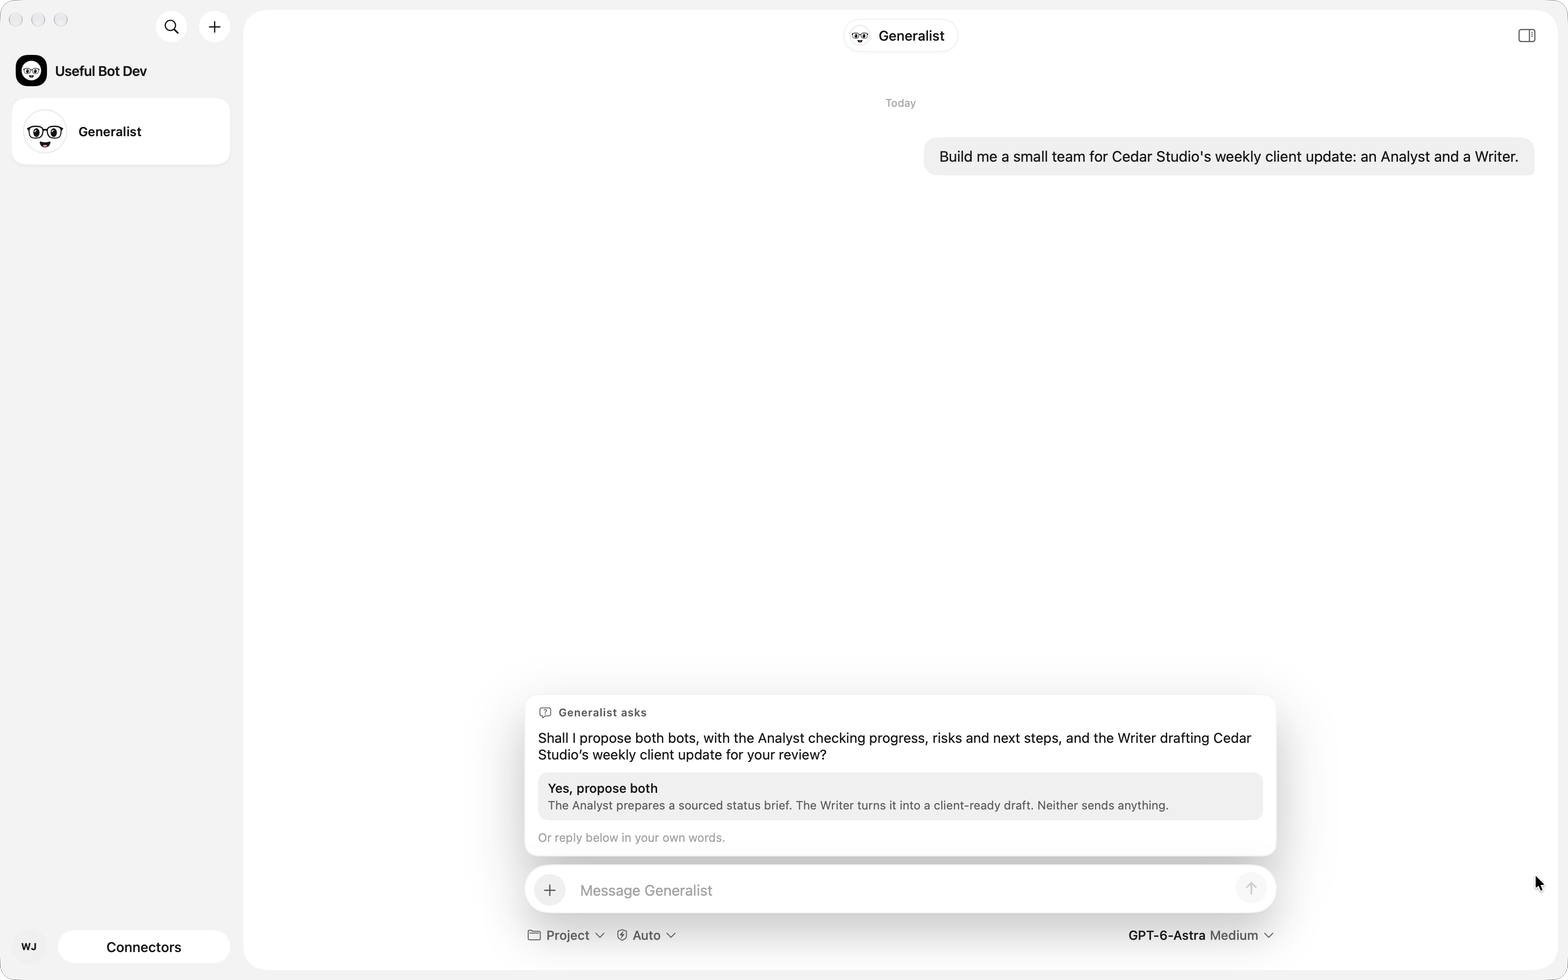 Useful Bot Dev
Generalist
Generalist
Today
Build me a small team for Cedar Studio's weekly client update: an Analyst and a Writer.
Generalist asks
Shall I propose both bots, with the Analyst checking progress, risks and next steps, and the Writer drafting Cedar
Studio’s weekly client update for your review?
Yes, propose both
The Analyst prepares a sourced status brief. The Writer turns it into a client-ready draft. Neither sends anything.
Or reply below in your own words.
Message Generalist
Project
Auto
GPT-6-Astra Medium
WJ
Connectors